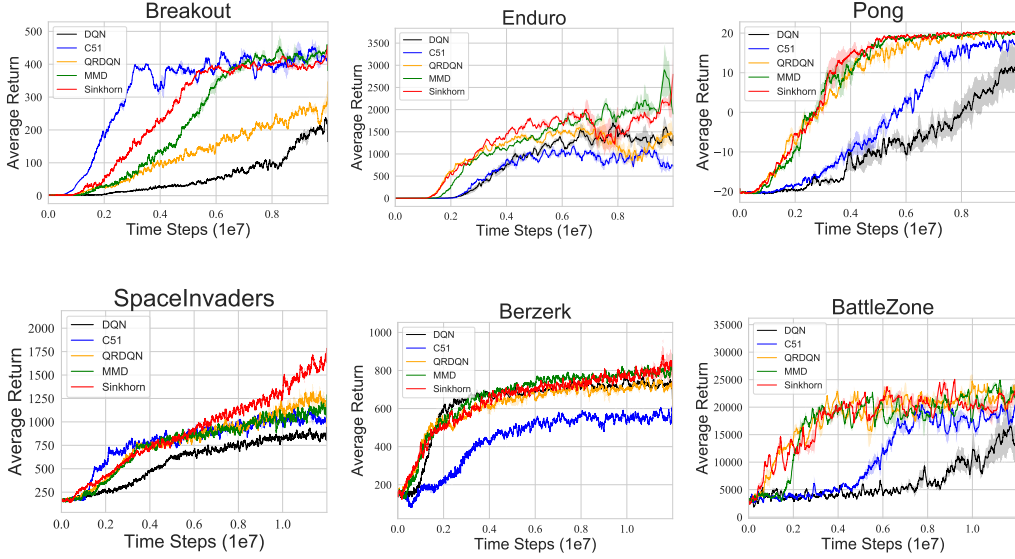 Breakout
Average Return
500
400
300
200
100
0
DQN
C51
QRDQN
MMD
Sinkhorn
0.0 0.2 0.4 0.6 0.8
Time Steps (1e7)
Enduro
Average Return
3500
3000
2500
2000
1500
1000
500
0
DQN
C51
QRDQN
MMD
Sinkhorn
0.0 0.2 0.4 0.6 0.8
Time Steps (1e7)
Pong
Average Return
20
10
0
−10
−20
DQN
C51
QRDQN
MMD
Sinkhorn
0.0 0.2 0.4 0.6 0.8
Time Steps (1e7)
SpaceInvaders
Average Return
2000
1750
1500
1250
1000
750
500
250
DQN
C51
QRDQN
MMD
Sinkhorn
0.0 0.2 0.4 0.6 0.8 1.0
Time Steps (1e7)
Berzerk
Average Return
1000
800
600
400
200
DQN
C51
QRDQN
MMD
Sinkhorn
0.0 0.2 0.4 0.6 0.8 1.0
Time Steps (1e7)
BattleZone
Average Return
35000
30000
25000
20000
15000
10000
5000
0
DQN
C51
QRDQN
MMD
Sinkhorn
0.0 0.2 0.4 0.6 0.8 1.0
Time Steps (1e7)